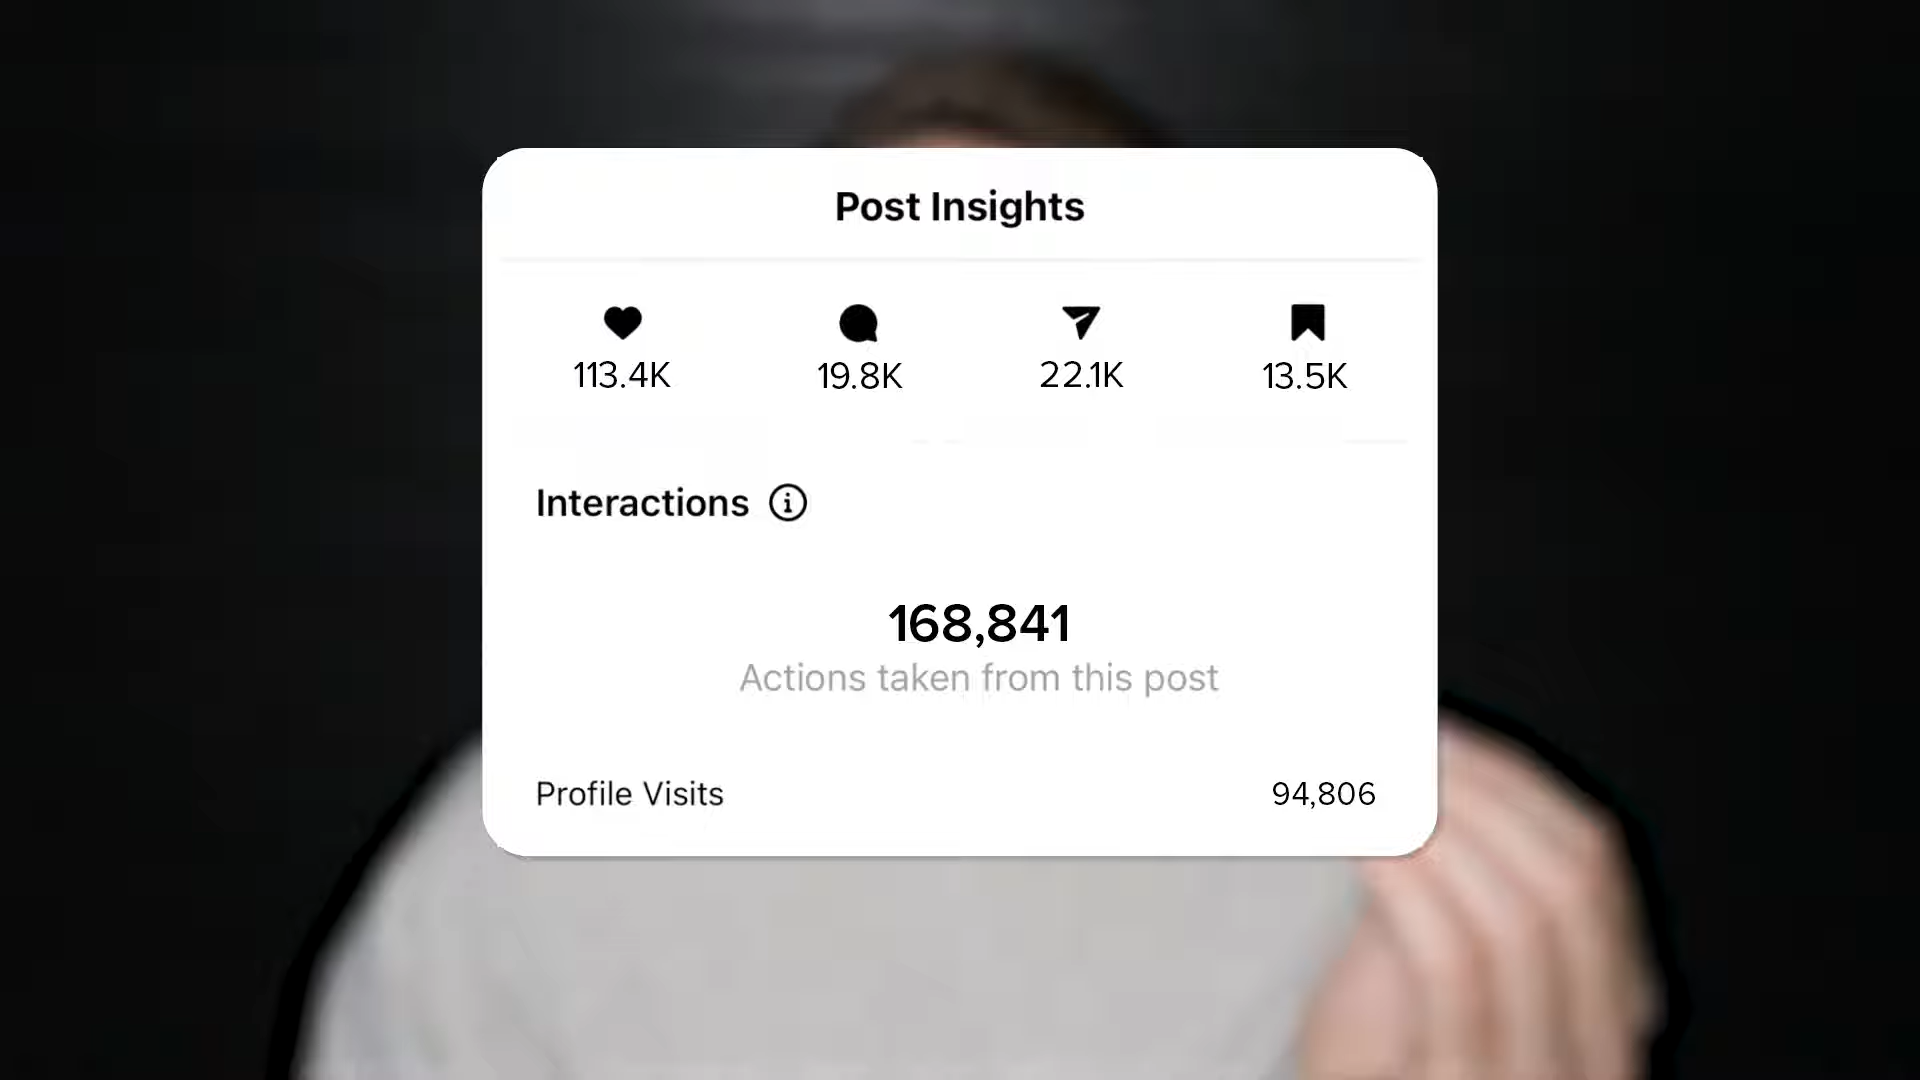 Post Insights
113.4K 19.8K 22.1K 13.5K
Interactions
168,841
Actions taken from this post
Profile Visits 94,806